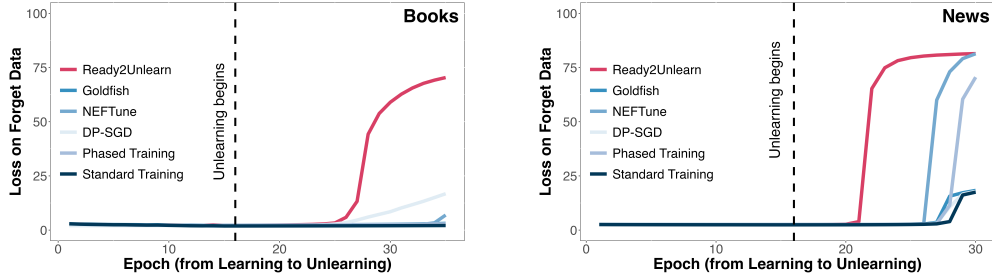 Books
100
75
50
25
0
Loss on Forget Data
Ready2Unlearn
Goldfish
NEFTune
DP-SGD
Phased Training
Standard Training
Unlearning begins
0 10 20 30
Epoch (from Learning to Unlearning)
News
100
75
50
25
0
Loss on Forget Data
Ready2Unlearn
Goldfish
NEFTune
DP-SGD
Phased Training
Standard Training
Unlearning begins
0 10 20 30
Epoch (from Learning to Unlearning)